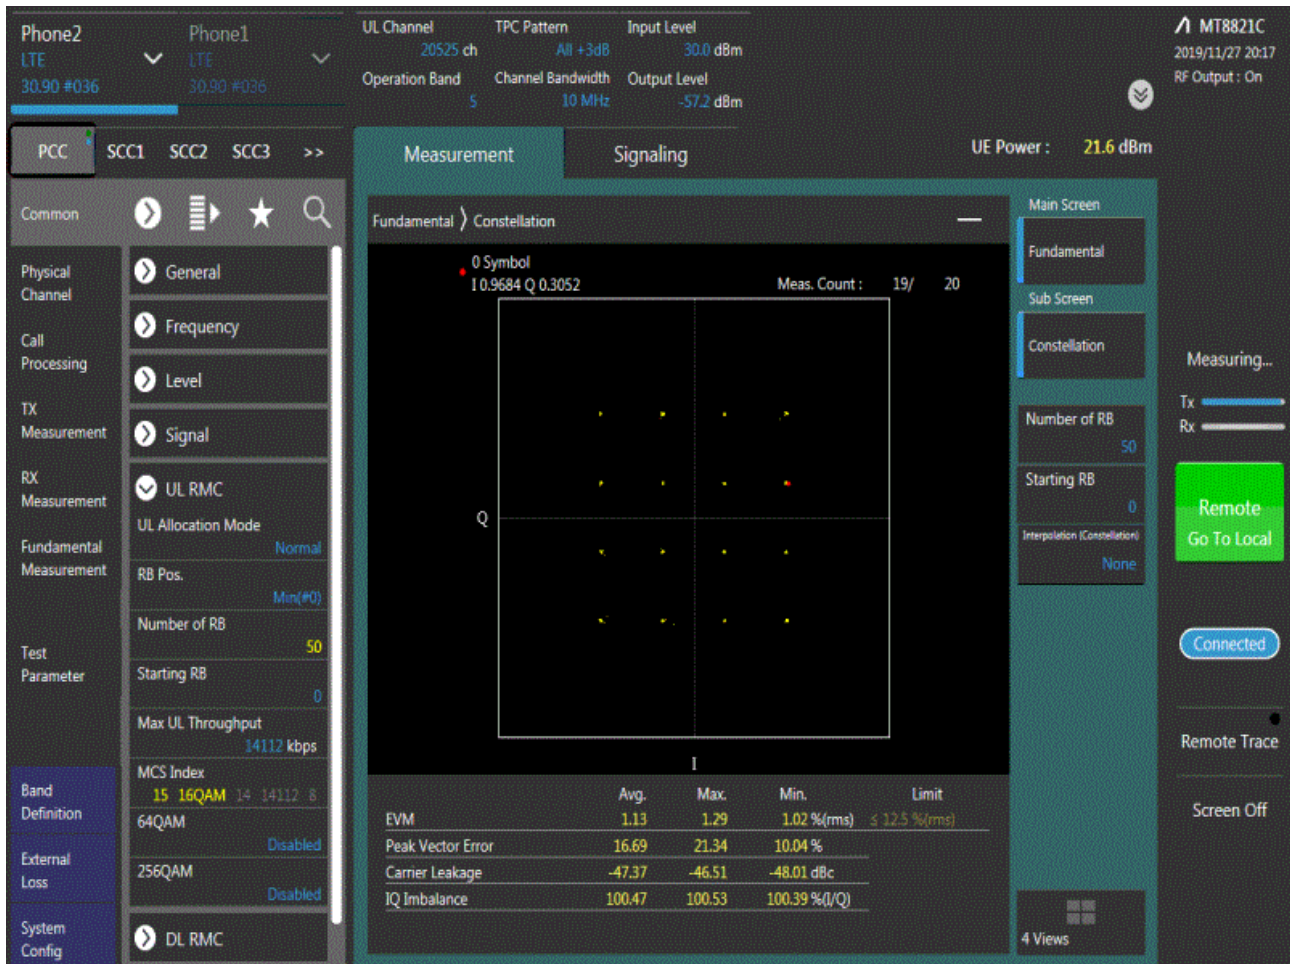 Phone2
LTE
30.90 #036
Phone1
LTE
30.90 #036
UL Channel
20525 ch
TPC Pattern
All +3dB
Input Level
30.0 dBm
Operation Band
5
Channel Bandwidth
10 MHz
Output Level
-57.2 dBm
MT8821C
2019/11/27 20:17
RF Output : On
PCC SCC1 SCC2 SCC3 >>
Measurement
Signaling
UE Power : 21.6 dBm
Common
Physical
Channel
Call
Processing
TX
Measurement
RX
Measurement
Fundamental
Measurement
Test
Parameter
Band
Definition
External
Loss
System
Config
General
Frequency
Level
Signal
UL RMC
UL Allocation Mode
Normal
RB Pos.
Min(#0)
Number of RB
50
Starting RB
0
Max UL Throughput
14112 kbps
MCS Index
15 16QAM 14 14112 8
64QAM
Disabled
256QAM
Disabled
DL RMC
Fundamental 〉 Constellation
0 Symbol
I 0.9684 Q 0.3052
Meas. Count : 19/ 20
Q
I
Avg. Max. Min. Limit
EVM 1.13 1.29 1.02 %(rms) ≤ 12.5 %(rms)
Peak Vector Error 16.69 21.34 10.04 %
Carrier Leakage -47.37 -46.51 -48.01 dBc
IQ Imbalance 100.47 100.53 100.39 %(I/Q)
Main Screen
Fundamental
Sub Screen
Constellation
Number of RB
50
Starting RB
0
Interpolation (Constellation)
None
4 Views
Measuring...
Tx
Rx
Remote
Go To Local
Connected
Remote Trace
Screen Off